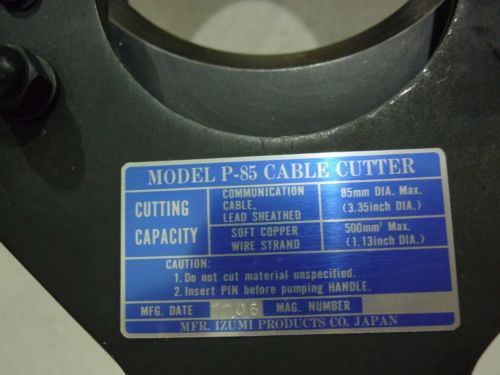 MODEL P-85 CABLE CUTTER
CUTTING CAPACITY
COMMUNICATION CABLE, LEAD SHEATHED
85mm DIA. Max. (3.35inch DIA.)
SOFT COPPER WIRE STRAND
500mm² Max. (1.13inch DIA.)
CAUTION:
1. Do not cut material unspecified.
2. Insert PIN before pumping HANDLE.
MFG. DATE MAG. NUMBER
MFR. IZUMI PRODUCTS CO. JAPAN